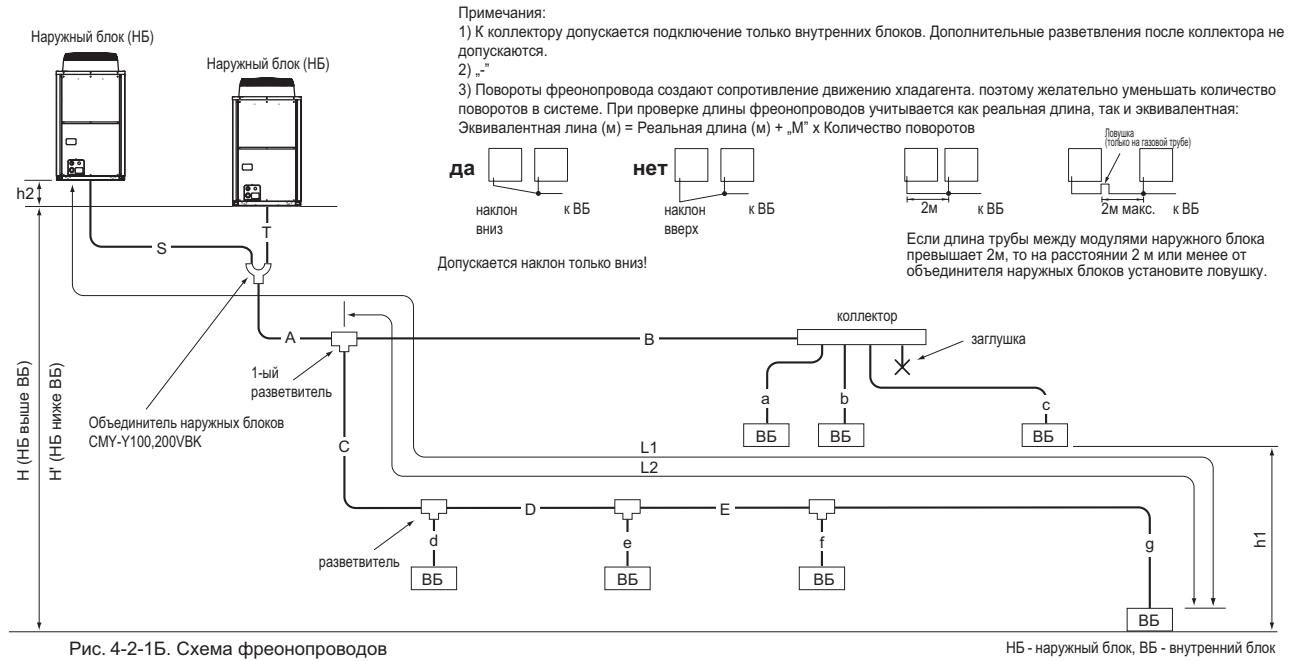 Примечания:
1) К коллектору допускается подключение только внутренних блоков. Дополнительные разветвления после коллектора не
допускаются.
2) „-”
3) Повороты фреонопровода создают сопротивление движению хладагента. поэтому желательно уменьшать количество
поворотов в системе. При проверке длины фреонопроводов учитывается как реальная длина, так и эквивалентная:
Эквивалентная лина (м) = Реальная длина (м) + „М” х Количество поворотов
Наружный блок (НБ)
Наружный блок (НБ)
да
наклон
вниз
к ВБ
нет
наклон
вверх
к ВБ
2м
к ВБ
Ловушка
(только на газовой трубе)
2м макс.
к ВБ
Допускается наклон только вниз!
Если длина трубы между модулями наружного блока
превышает 2м, то на расстоянии 2 м или менее от
объединителя наружных блоков установите ловушку.
h2
S
T
A
B
коллектор
заглушка
1-ый
разветвитель
Объединитель наружных блоков
CMY-Y100,200VBK
a
b
c
ВБ
ВБ
ВБ
H (НБ выше ВБ)
H' (НБ ниже ВБ)
C
L1
L2
D
E
d
e
f
g
h1
разветвитель
ВБ
ВБ
ВБ
ВБ
Рис. 4-2-1Б. Схема фреонопроводов
НБ - наружный блок, ВБ - внутренний блок